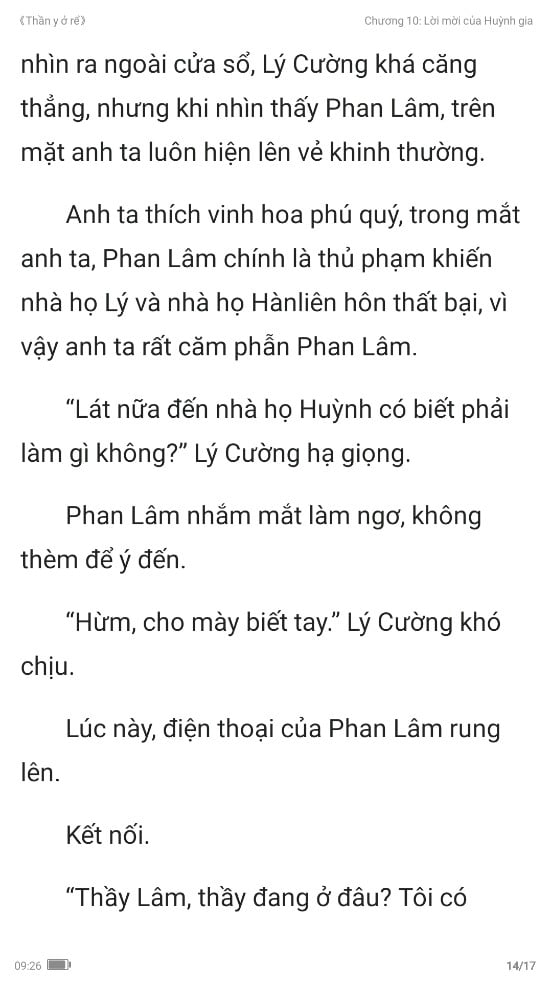 《Thần y ở rể》
Chương 10: Lời mời của Huỳnh gia
nhìn ra ngoài cửa sổ, Lý Cường khá căng
thẳng, nhưng khi nhìn thấy Phan Lâm, trên
mặt anh ta luôn hiện lên vẻ khinh thường.
Anh ta thích vinh hoa phú quý, trong mắt
anh ta, Phan Lâm chính là thủ phạm khiến
nhà họ Lý và nhà họ Hànliên hôn thất bại, vì
vậy anh ta rất căm phẫn Phan Lâm.
“Lát nữa đến nhà họ Huỳnh có biết phải
làm gì không?” Lý Cường hạ giọng.
Phan Lâm nhắm mắt làm ngơ, không
thèm để ý đến.
“Hừm, cho mày biết tay.” Lý Cường khó
chịu.
Lúc này, điện thoại của Phan Lâm rung
lên.
Kết nối.
“Thầy Lâm, thầy đang ở đâu? Tôi có
09:26
14/17